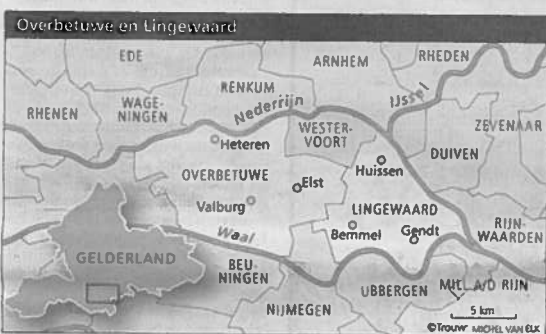 Overbetuwe en Lingewaard
EDE
ARNHEM
RHEDEN
RENKUM
IJssel
RHENEN
WAGE-
NINGEN
Nederrijn
WESTER-
VOORT
ZEVENAAR
Heteren
DUIVEN
Huissen
OVERBETUWE
Elst
Valburg
LINGEWAARD
Waal
Bemmel
Gendt
RIJN-
WAARDEN
GELDERLAND
BEU-
NINGEN
UBBERGEN
MILL A/D RIJN
NIJMEGEN
5 km
©Trouw MICHEL VAN ELK